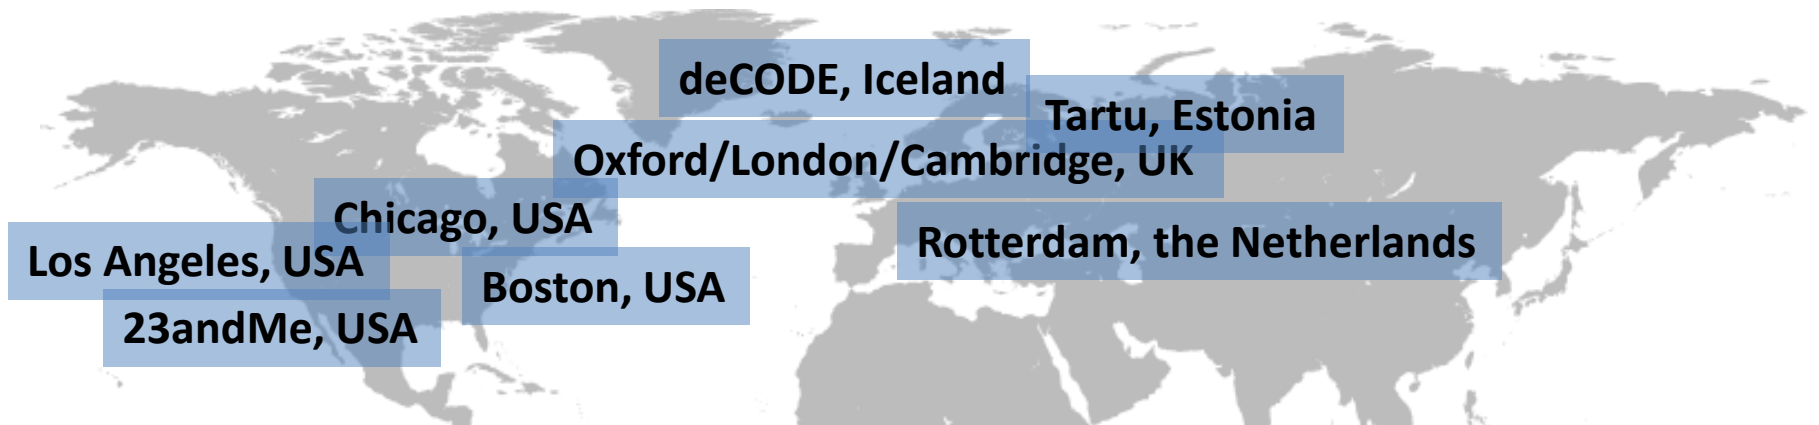 deCODE, Iceland
Tartu, Estonia
Oxford/London/Cambridge, UK
Chicago, USA
Rotterdam, the Netherlands
Los Angeles, USA
Boston, USA
23andMe, USA